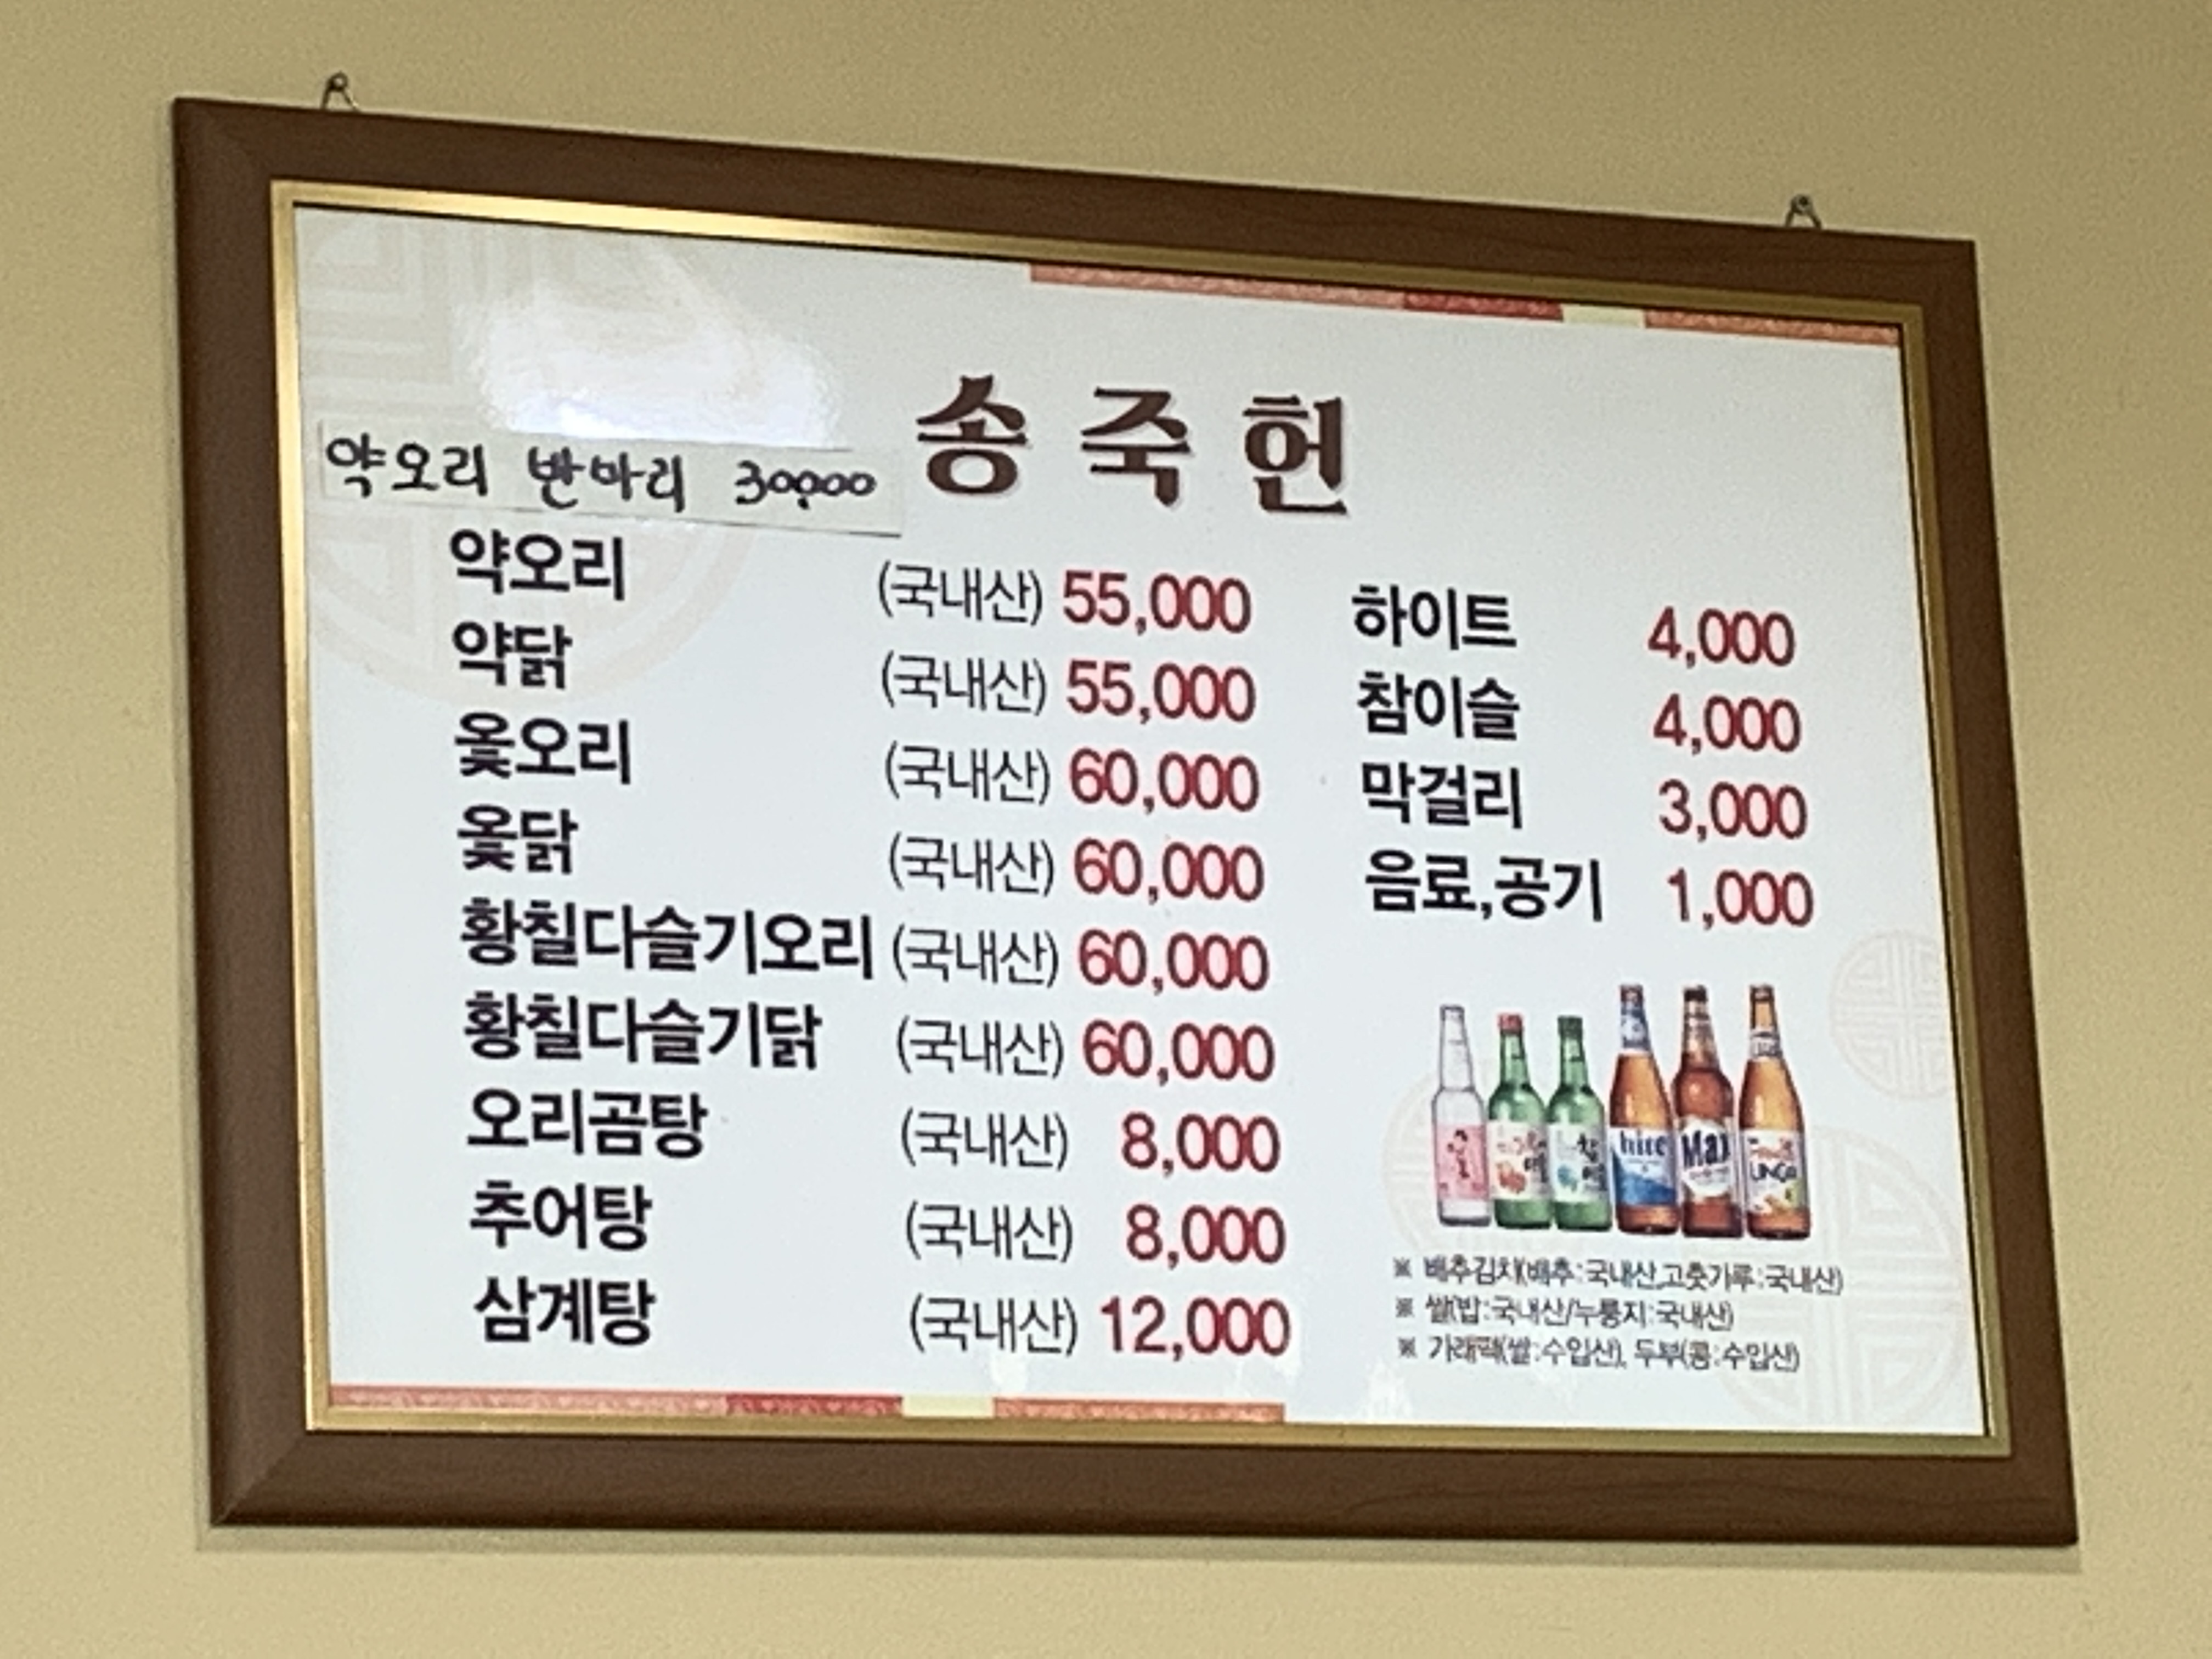 송죽헌
약오리 반마리 30,000
약오리 (국내산) 55,000
약닭 (국내산) 55,000
옻오리 (국내산) 60,000
옻닭 (국내산) 60,000
황칠다슬기오리 (국내산) 60,000
황칠다슬기닭 (국내산) 60,000
오리곰탕 (국내산) 8,000
추어탕 (국내산) 8,000
삼계탕 (국내산) 12,000
하이트 4,000
참이슬 4,000
막걸리 3,000
음료,공기 1,000
hite
Max
※ 배추김치(배추:국내산,고춧가루:국내산)
※ 쌀(밥:국내산/누룽지:국내산)
※ 가래떡(쌀:수입산), 두부(콩:수입산)